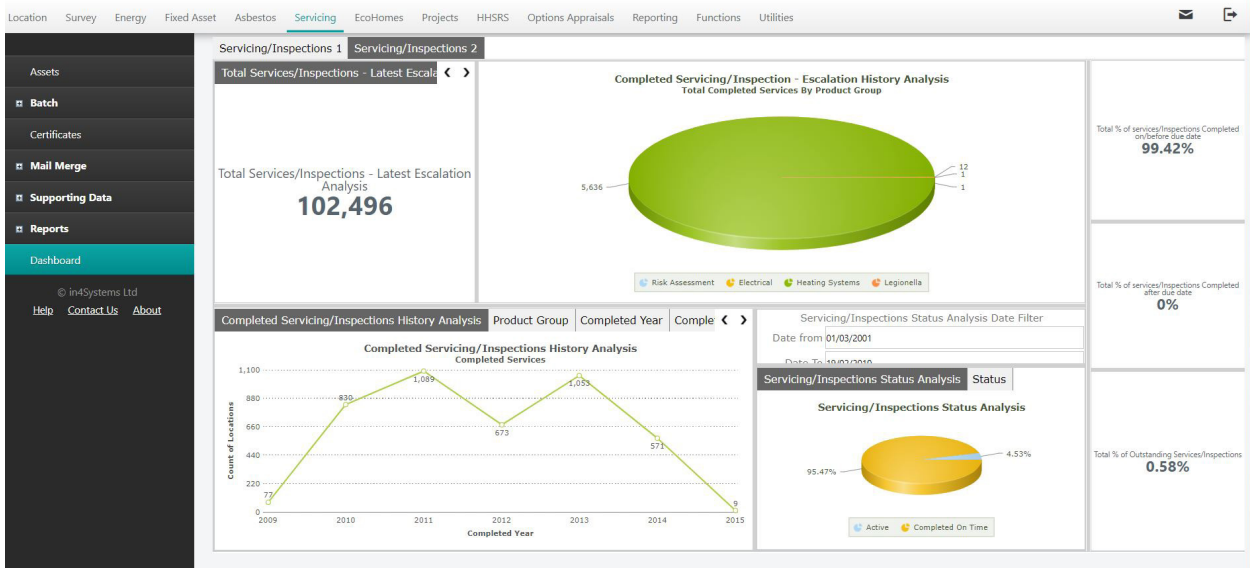 Location Survey Energy Fixed Asset Asbestos Servicing EcoHomes Projects HHSRS Options Appraisals Reporting Functions Utilities
Assets
Batch
Certificates
Mail Merge
Supporting Data
Reports
Dashboard
© in4Systems Ltd
Help Contact Us About
Servicing/Inspections 1 Servicing/Inspections 2
Total Services/Inspections - Latest Escala
Total Services/Inspections - Latest Escalation
Analysis
102,496
Completed Servicing/Inspection - Escalation History Analysis
Total Completed Services By Product Group
5,636
12
1
1
Risk Assessment Electrical Heating Systems Legionella
Total % of services/Inspections Completed
on/before due date
99.42%
Total % of services/Inspections Completed
after due date
0%
Total % of Outstanding Services/Inspections
0.58%
Completed Servicing/Inspections History Analysis Product Group Completed Year Comple
Completed Servicing/Inspections History Analysis
Completed Services
Count of Locations
1,100
880
660
440
220
0
77
830
1,089
673
1,053
571
9
2009 2010 2011 2012 2013 2014 2015
Completed Year
Servicing/Inspections Status Analysis Date Filter
Date from 01/03/2001
Date To 19/03/2019
Servicing/Inspections Status Analysis Status
Servicing/Inspections Status Analysis
95.47%
4.53%
Active Completed On Time